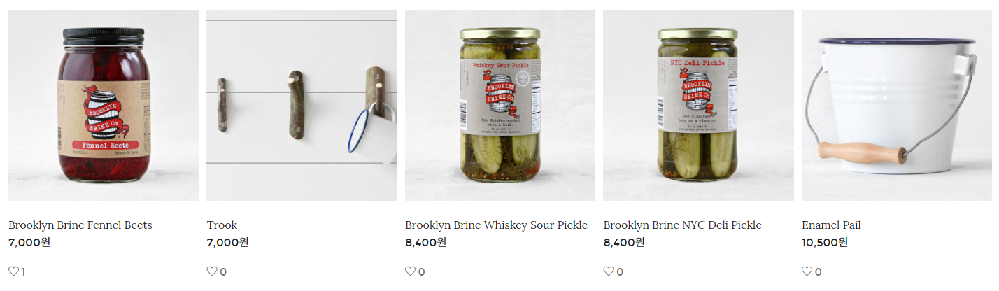 BROOKLYN
BRINE Co.
Fennel Beets
Whiskey Sour Pickle
BROOKLYN
BRINE Co.
Rye Whiskey-soaked
with a kick.
NYC Deli Pickle
BROOKLYN
BRINE Co.
Our signature
take on a classic.
Brooklyn Brine Fennel Beets
7,000원
1
Trook
7,000원
0
Brooklyn Brine Whiskey Sour Pickle
8,400원
0
Brooklyn Brine NYC Deli Pickle
8,400원
0
Enamel Pail
10,500원
0